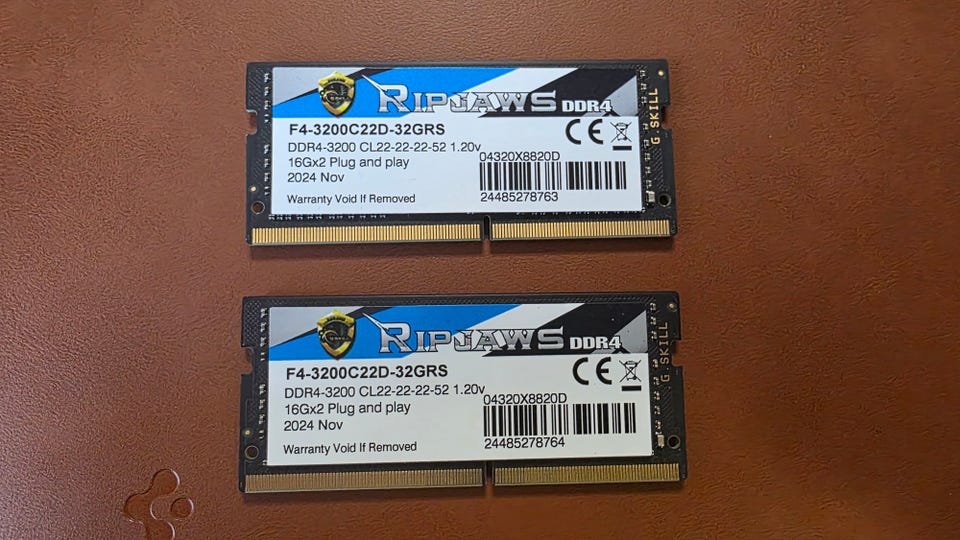 RIPJAWS DDR4
F4-3200C22D-32GRS
DDR4-3200 CL22-22-22-52 1.20v
16Gx2 Plug and play
2024 Nov
Warranty Void If Removed
CE
04320X8820D
24485278763
G.SKILL
RIPJAWS DDR4
F4-3200C22D-32GRS
DDR4-3200 CL22-22-22-52 1.20v
16Gx2 Plug and play
2024 Nov
Warranty Void If Removed
CE
04320X8820D
24485278764
G.SKILL